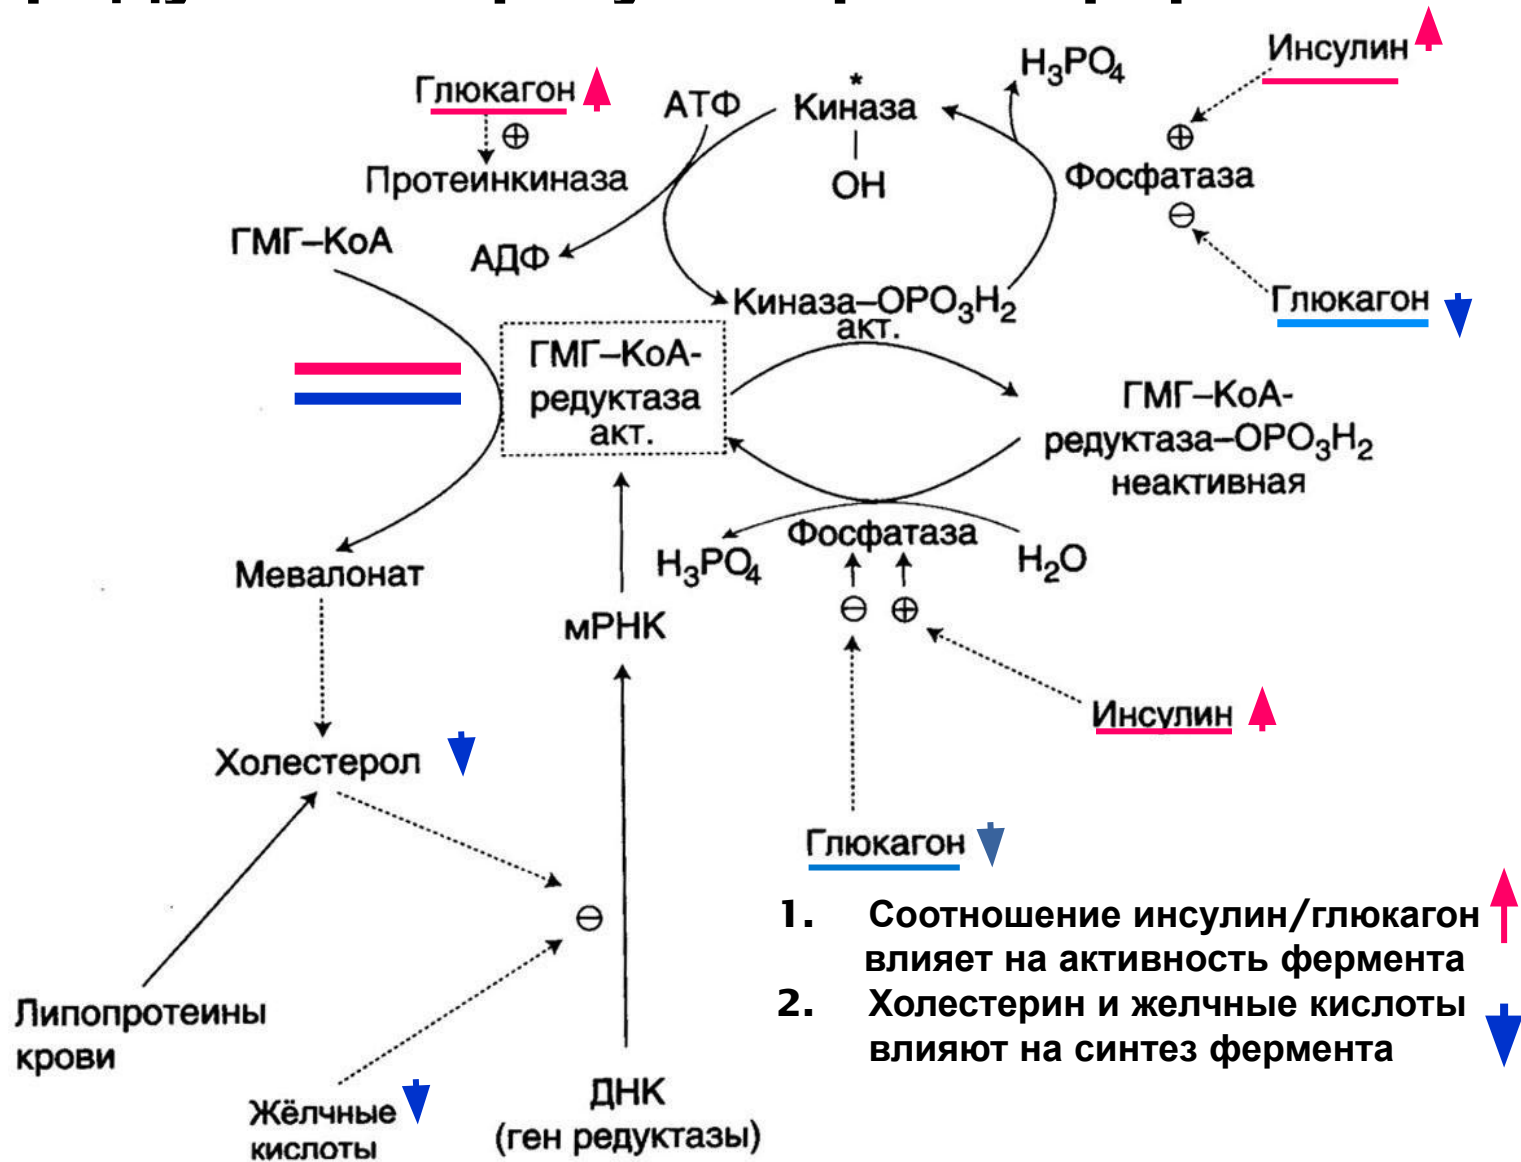 Инсулин
H3PO4
Глюкагон
АТФ
*
Киназа
OH
Протеинкиназа
Фосфатаза
ГМГ–КоА
АДФ
Киназа–OPO3H2
акт.
Глюкагон
ГМГ–КоА-
редуктаза
акт.
ГМГ–КоА-
редуктаза–OPO3H2
неактивная
Фосфатаза
H3PO4
H2O
Мевалонат
мРНК
Инсулин
Холестерол
Глюкагон
1. Соотношение инсулин/глюкагон
влияет на активность фермента
2. Холестерин и желчные кислоты
влияют на синтез фермента
Липопротеины
крови
Жёлчные
кислоты
ДНК
(ген редуктазы)